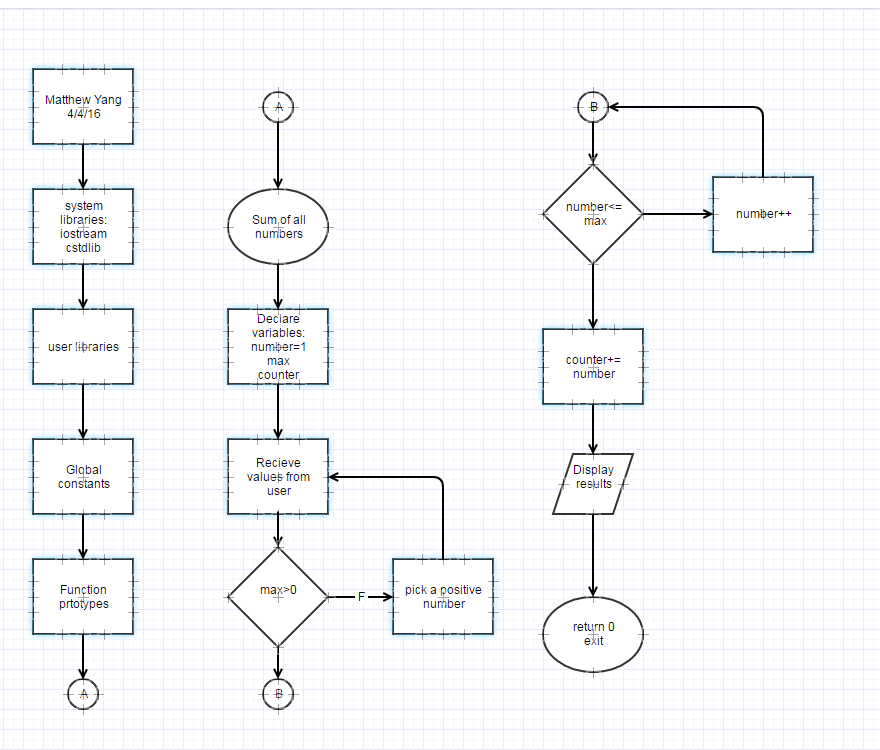 Matthew Yang
4/4/16
system
libraries:
iostream
cstdlib
user libraries
Global
constants
Function
prtotypes
A
A
Sum of all
numbers
Declare
variables:
number=1
max
counter
Recieve
values from
user
max>0
F
pick a positive
number
B
B
number<=
max
number++
counter+=
number
Display
results
return 0
exit